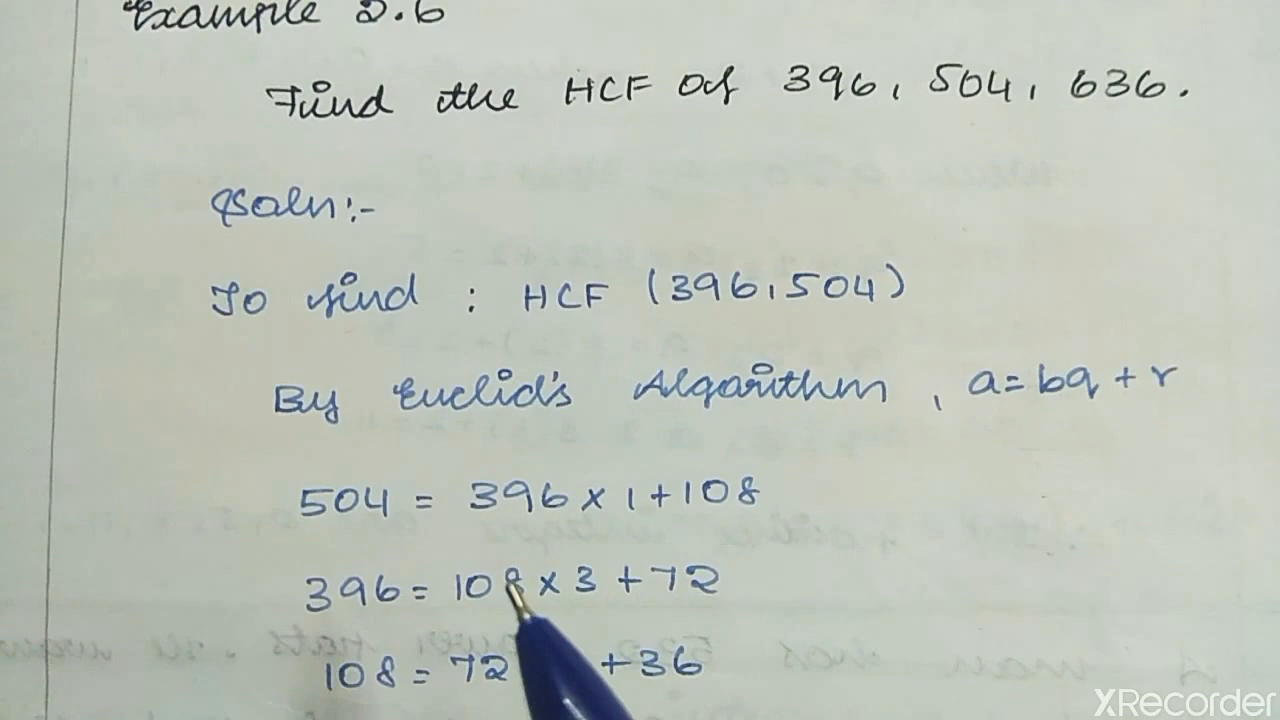 Example 2.6
Find the HCF of 396, 504, 636.
Soln:-
To find : HCF (396, 504)
By Euclid's Algorithm, a = bq + r
504 = 396 × 1 + 108
396 = 108 × 3 + 72
108 = 72 + 36
XRecorder